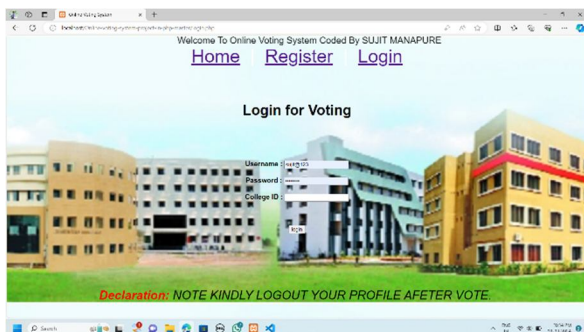 Online Voting System
Welcome To Online Voting System Coded By SUJIT MANAPURE
Home Register Login
Login for Voting
Username :
Password :
College ID :
login
Declaration: NOTE KINDLY LOGOUT YOUR PROFILE AFETER VOTE.
Search